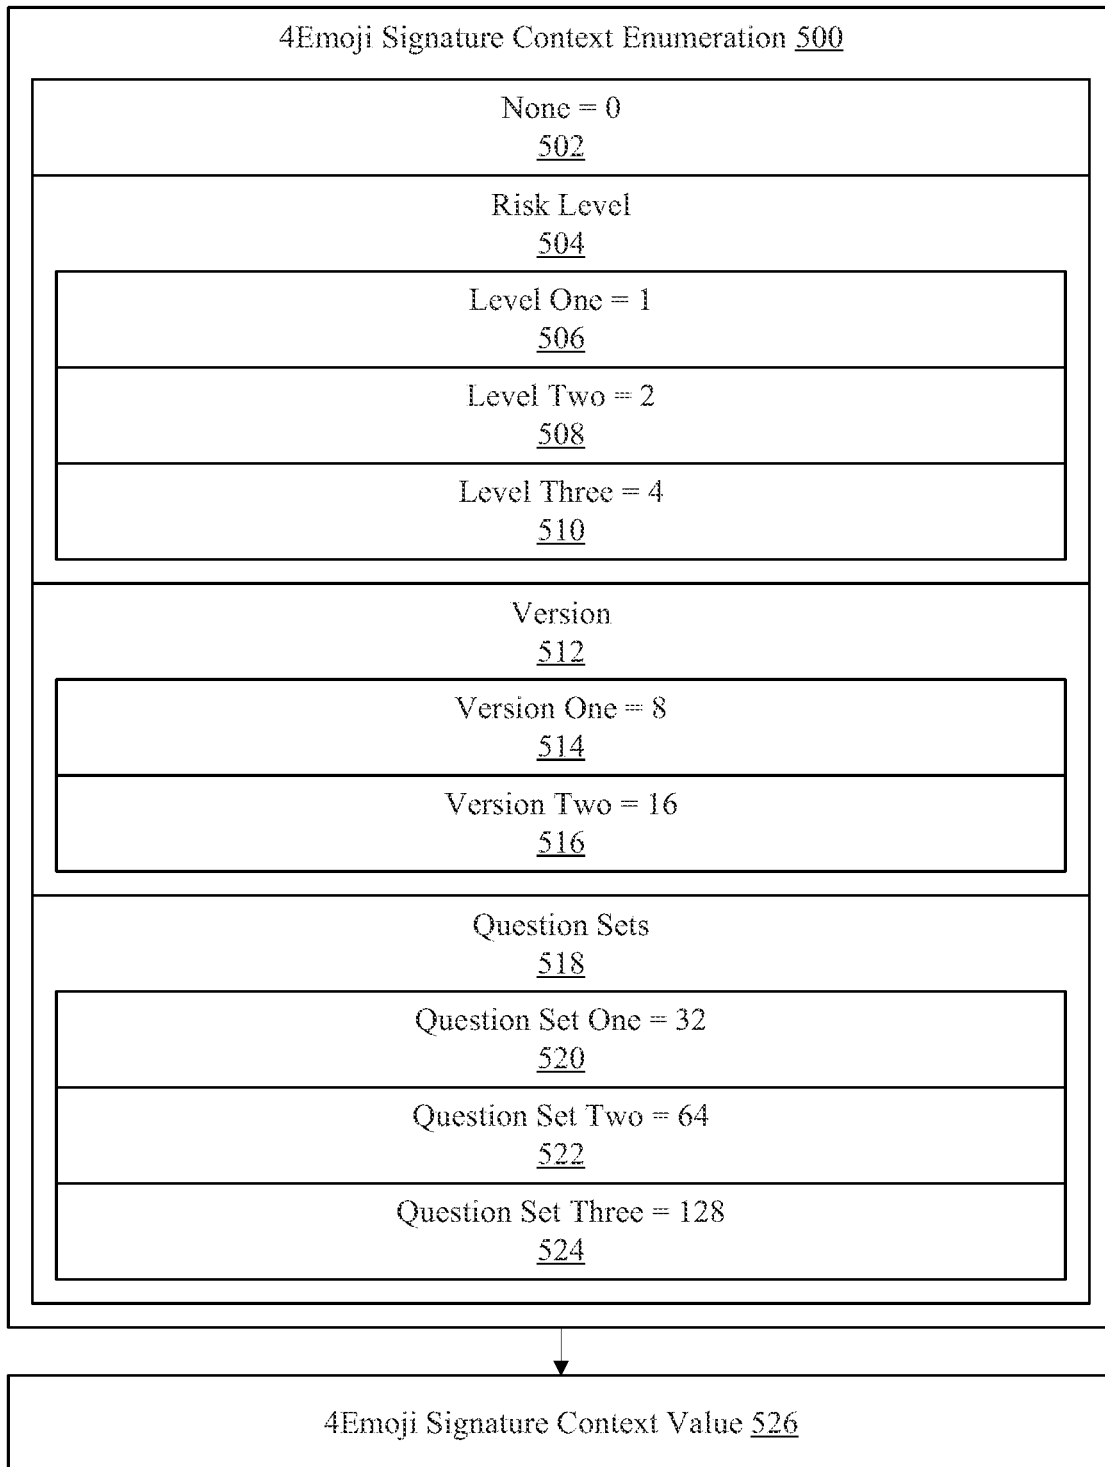 4Emoji Signature Context Enumeration 500
None = 0
502
Risk Level
504
Level One = 1
506
Level Two = 2
508
Level Three = 4
510
Version
512
Version One = 8
514
Version Two = 16
516
Question Sets
518
Question Set One = 32
520
Question Set Two = 64
522
Question Set Three = 128
524
4Emoji Signature Context Value 526